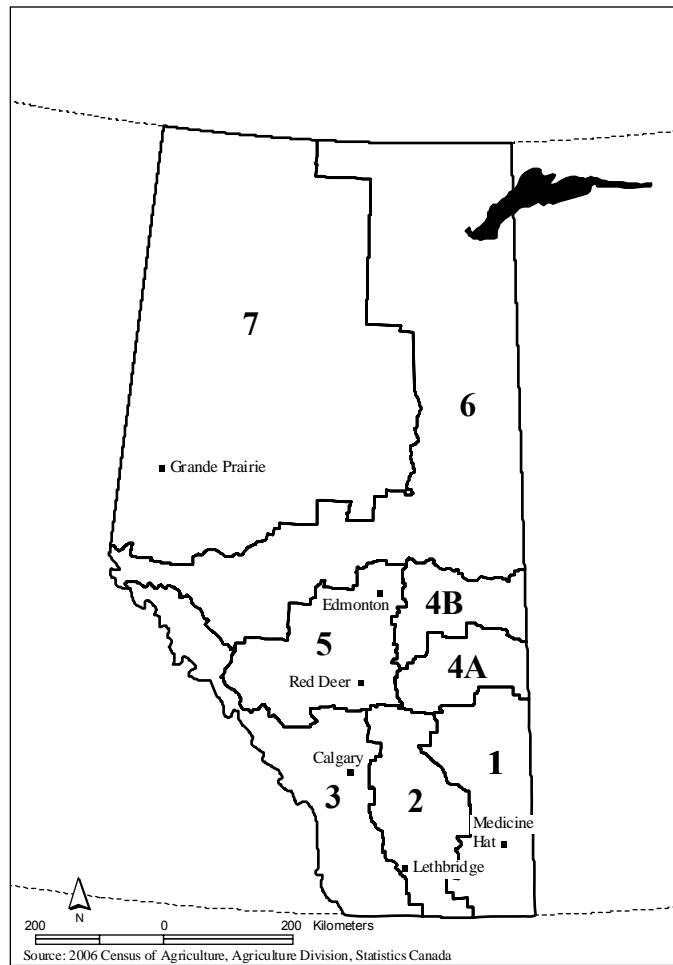 7
6
Grande Prairie
Edmonton
4B
5
4A
Red Deer
1
Calgary
3
2
Medicine
Hat
Lethbridge
N
200 0 200 Kilometers
Source: 2006 Census of Agriculture, Agriculture Division, Statistics Canada